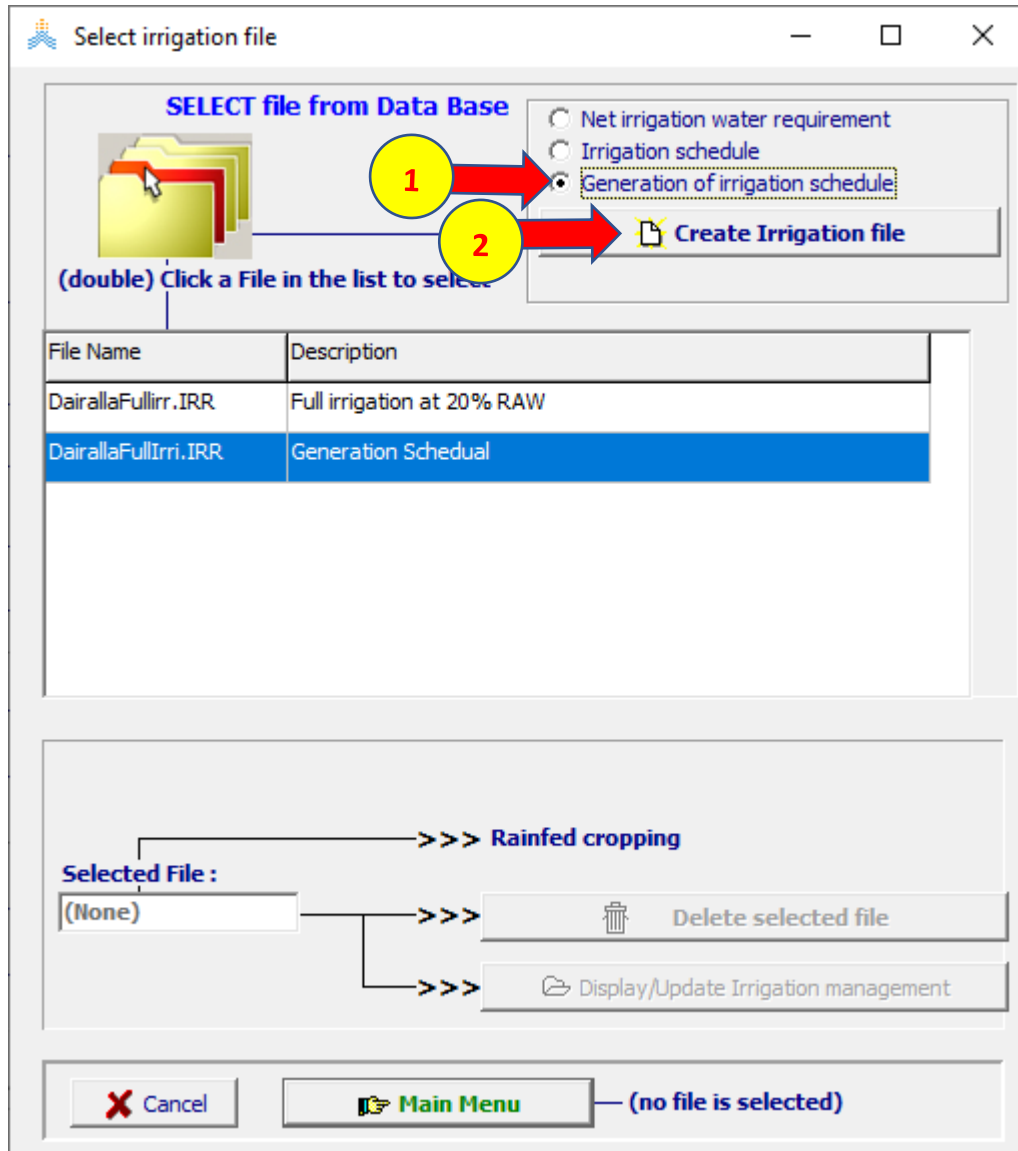 Select irrigation file
SELECT file from Data Base
Net irrigation water requirement
Irrigation schedule
1
Generation of irrigation schedule
2
Create Irrigation file
(double) Click a File in the list to select
File Name Description
DairallaFullirr.IRR Full irrigation at 20% RAW
DairallaFullIrri.IRR Generation Schedual
>>> Rainfed cropping
Selected File :
(None) >>> Delete selected file
>>> Display/Update Irrigation management
Cancel Main Menu (no file is selected)